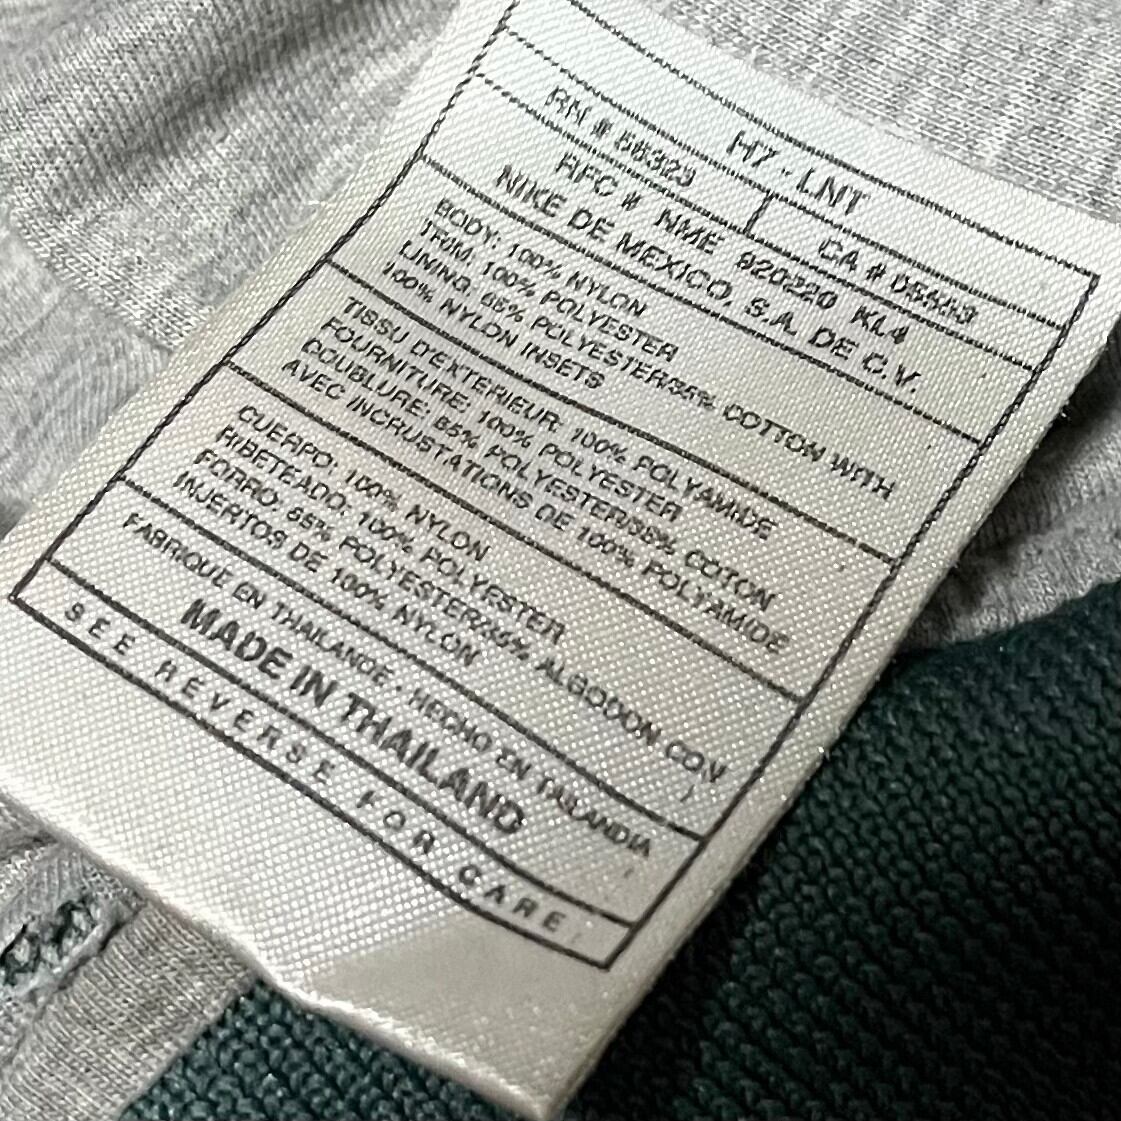 H7 - LNT
RN # 56323 CA # 05553
RFC # NME 920220 KL4
NIKE DE MEXICO, S.A. DE C.V.
BODY: 100% NYLON
TRIM: 100% POLYESTER
LINING: 65% POLYESTER/35% COTTON WITH
100% NYLON INSETS
TISSU D'EXTERIEUR: 100% POLYAMIDE
FOURNITURE: 100% POLYESTER
DOUBLURE: 65% POLYESTER/35% COTON
AVEC INCRUSTATIONS DE 100% POLYAMIDE
CUERPO: 100% NYLON
RIBETEADO: 100% POLYESTER
FORRO: 65% POLYESTER/35% ALGODON CON
INJERTOS DE 100% NYLON
FABRIQUE EN THAILANDE - HECHO EN TAILANDIA
MADE IN THAILAND
SEE REVERSE FOR CARE